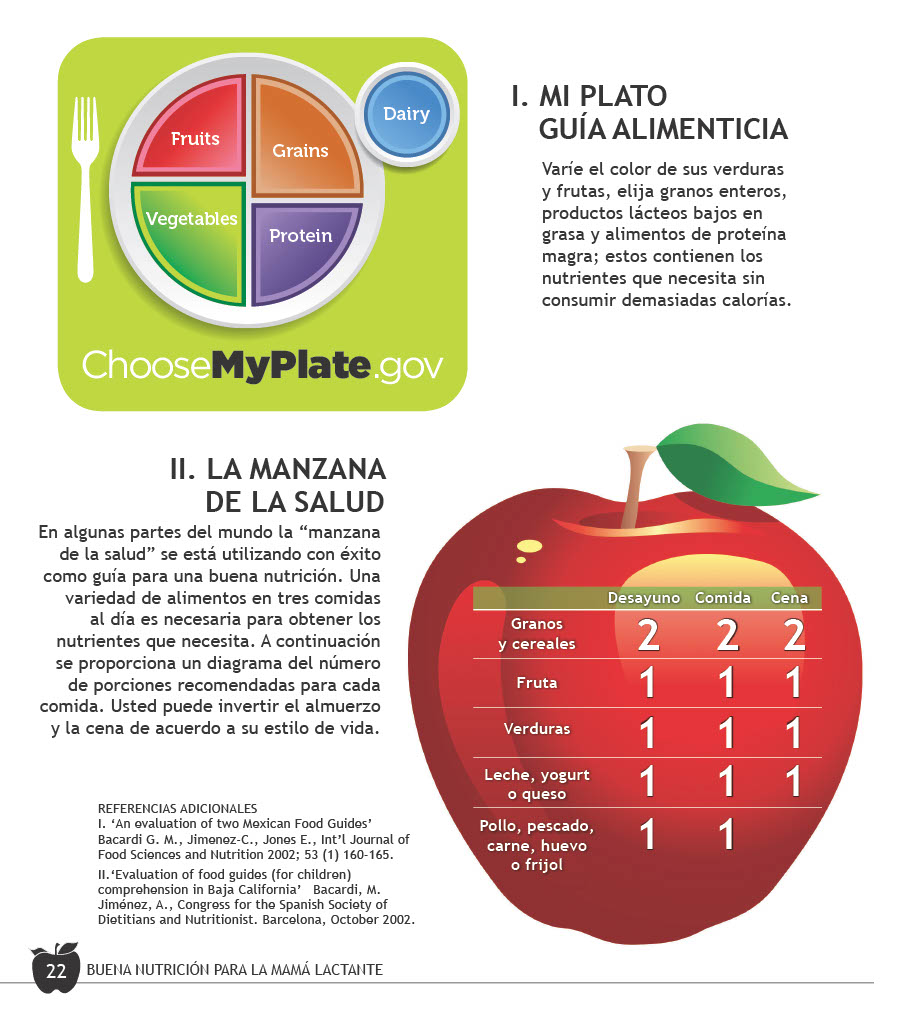 Fruits
Grains
Dairy
Vegetables
Protein
ChooseMyPlate.gov
I. MI PLATO
GUÍA ALIMENTICIA
Varíe el color de sus verduras
y frutas, elija granos enteros,
productos lácteos bajos en
grasa y alimentos de proteína
magra; estos contienen los
nutrientes que necesita sin
consumir demasiadas calorías.
II. LA MANZANA
DE LA SALUD
En algunas partes del mundo la “manzana
de la salud” se está utilizando con éxito
como guía para una buena nutrición. Una
variedad de alimentos en tres comidas
al día es necesaria para obtener los
nutrientes que necesita. A continuación
se proporciona un diagrama del número
de porciones recomendadas para cada
comida. Usted puede invertir el almuerzo
y la cena de acuerdo a su estilo de vida.
Desayuno Comida Cena
Granos
y cereales 2 2 2
Fruta 1 1 1
Verduras 1 1 1
Leche, yogurt
o queso 1 1 1
Pollo, pescado,
carne, huevo 1 1
o frijol
REFERENCIAS ADICIONALES
I. ‘An evaluation of two Mexican Food Guides’
Bacardi G. M., Jimenez-C., Jones E., Int’l Journal of
Food Sciences and Nutrition 2002; 53 (1) 160-165.
II.‘Evaluation of food guides (for children)
comprehension in Baja California’ Bacardi, M.
Jiménez, A., Congress for the Spanish Society of
Dietitians and Nutritionist. Barcelona, October 2002.
22 BUENA NUTRICIÓN PARA LA MAMÁ LACTANTE